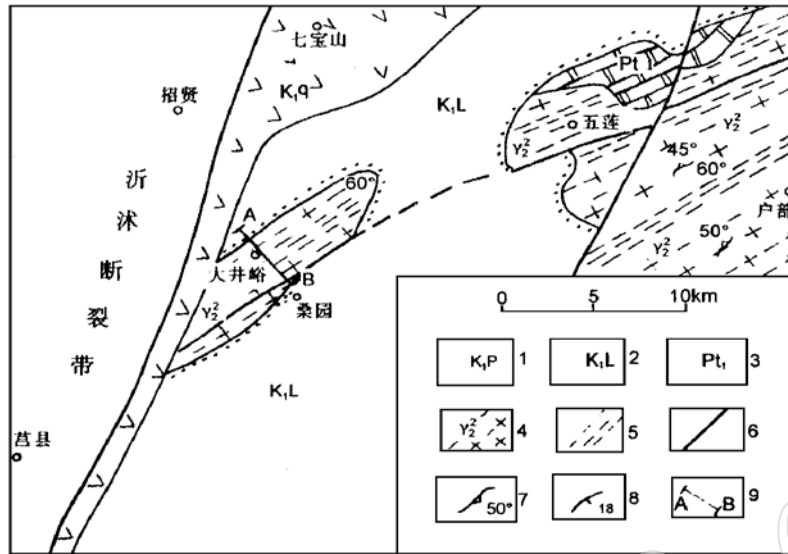 七宝山
K₁q
招贤
K₁L
Pt₁
五莲
γ₂²
γ₂²
45°
60°
户部
γ₂²
50°
沂沭断裂带
60°
A
大井峪
B
桑园
γ₂²
K₁L
莒县
0 5 10km
K₁P 1
K₁L 2
Pt₁ 3
γ₂² 4
5
6
50° 7
18 8
A B 9